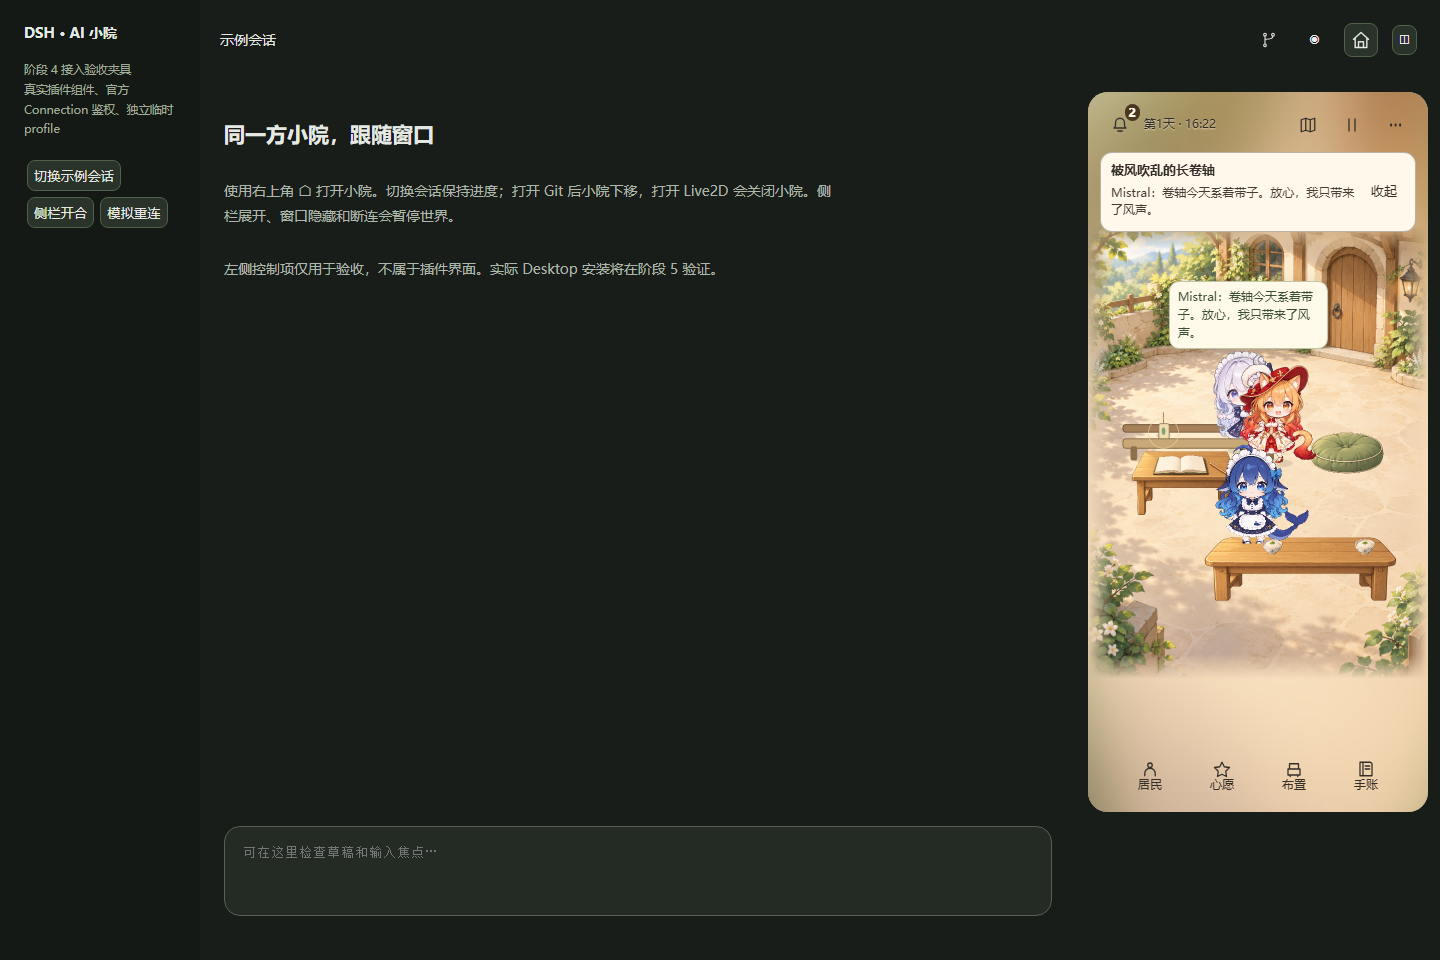 DSH • AI 小院
阶段 4 接入验收夹具
真实插件组件、官方
Connection 鉴权、独立临时
profile
切换示例会话
侧栏开合
模拟重连
示例会话
同一方小院，跟随窗口
使用右上角 ⌂ 打开小院。切换会话保持进度；打开 Git 后小院下移，打开 Live2D 会关闭小院。侧
栏展开、窗口隐藏和断连会暂停世界。
左侧控制项仅用于验收，不属于插件界面。实际 Desktop 安装将在阶段 5 验证。
可在这里检查草稿和输入焦点…
2
第1天 · 16:22
被风吹乱的长卷轴
Mistral：卷轴今天系着带子。放心，我只带来
了风声。
收起
Mistral：卷轴今天系着带
子。放心，我只带来了风
声。
居民
心愿
布置
手账